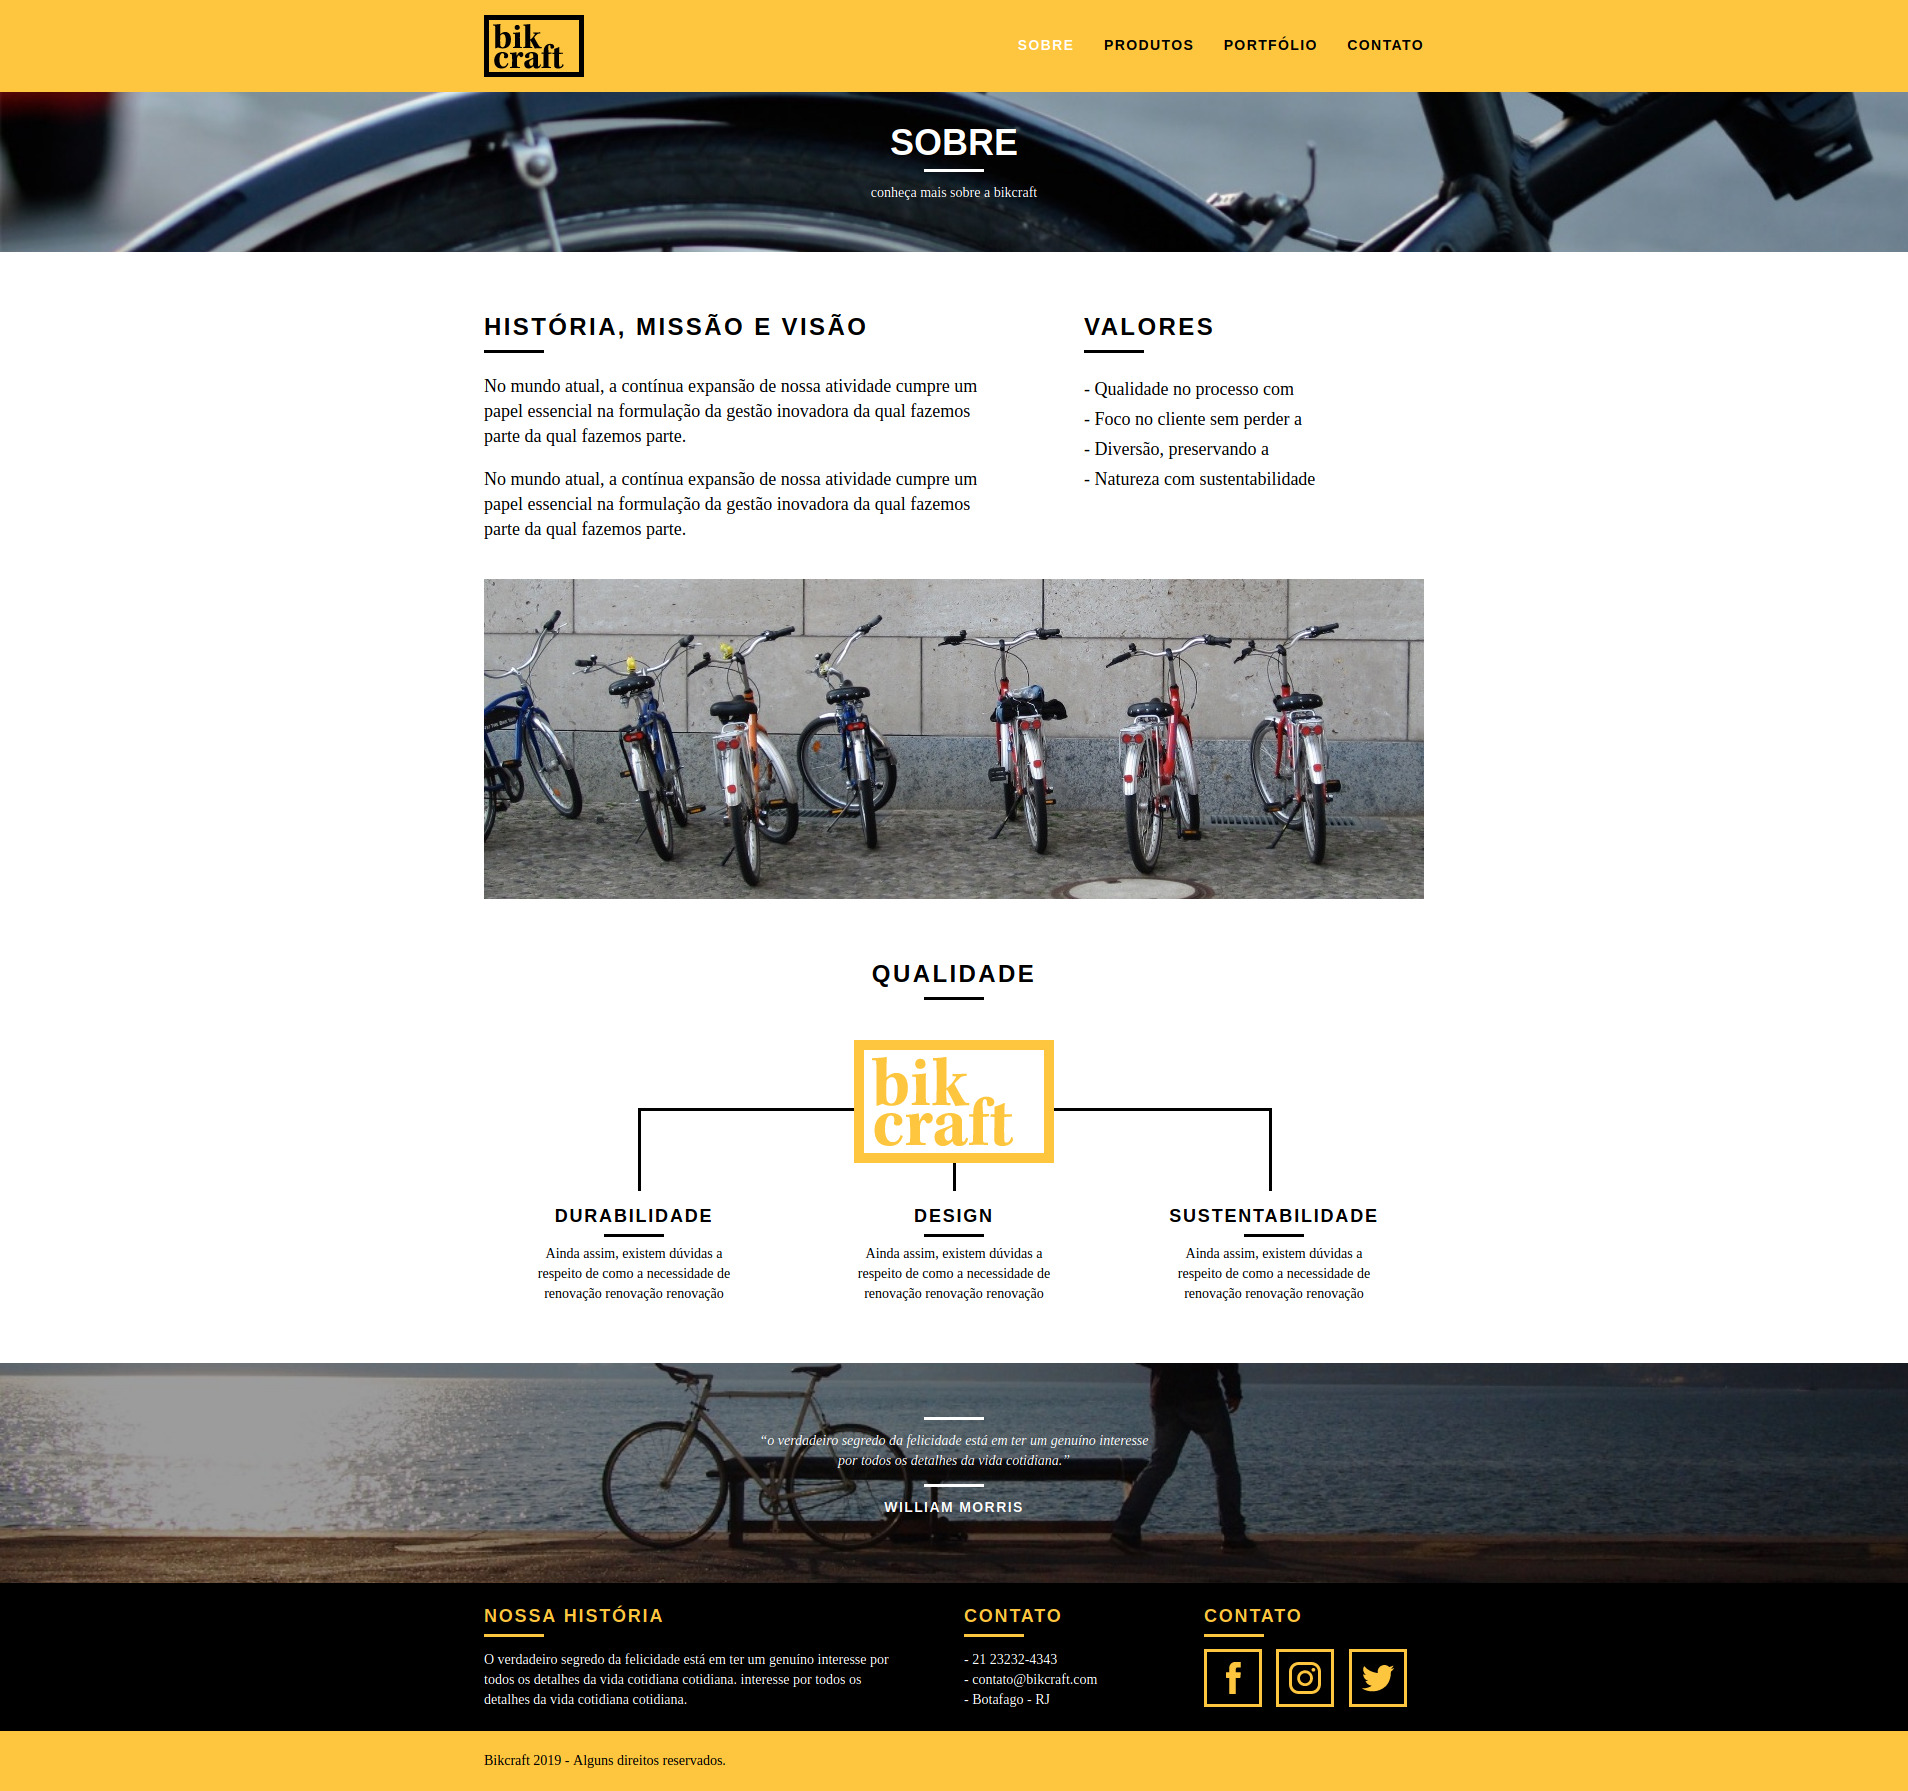 bik
craft
SOBRE PRODUTOS PORTFÓLIO CONTATO
SOBRE
conheça mais sobre a bikcraft
HISTÓRIA, MISSÃO E VISÃO
No mundo atual, a contínua expansão de nossa atividade cumpre um
papel essencial na formulação da gestão inovadora da qual fazemos
parte da qual fazemos parte.
No mundo atual, a contínua expansão de nossa atividade cumpre um
papel essencial na formulação da gestão inovadora da qual fazemos
parte da qual fazemos parte.
VALORES
- Qualidade no processo com
- Foco no cliente sem perder a
- Diversão, preservando a
- Natureza com sustentabilidade
QUALIDADE
bik
craft
DURABILIDADE
Ainda assim, existem dúvidas a
respeito de como a necessidade de
renovação renovação renovação
DESIGN
Ainda assim, existem dúvidas a
respeito de como a necessidade de
renovação renovação renovação
SUSTENTABILIDADE
Ainda assim, existem dúvidas a
respeito de como a necessidade de
renovação renovação renovação
“o verdadeiro segredo da felicidade está em ter um genuíno interesse
por todos os detalhes da vida cotidiana.”
WILLIAM MORRIS
NOSSA HISTÓRIA
O verdadeiro segredo da felicidade está em ter um genuíno interesse por
todos os detalhes da vida cotidiana cotidiana. interesse por todos os
detalhes da vida cotidiana cotidiana.
CONTATO
- 21 23232-4343
- contato@bikcraft.com
- Botafago - RJ
CONTATO
Bikcraft 2019 - Alguns direitos reservados.